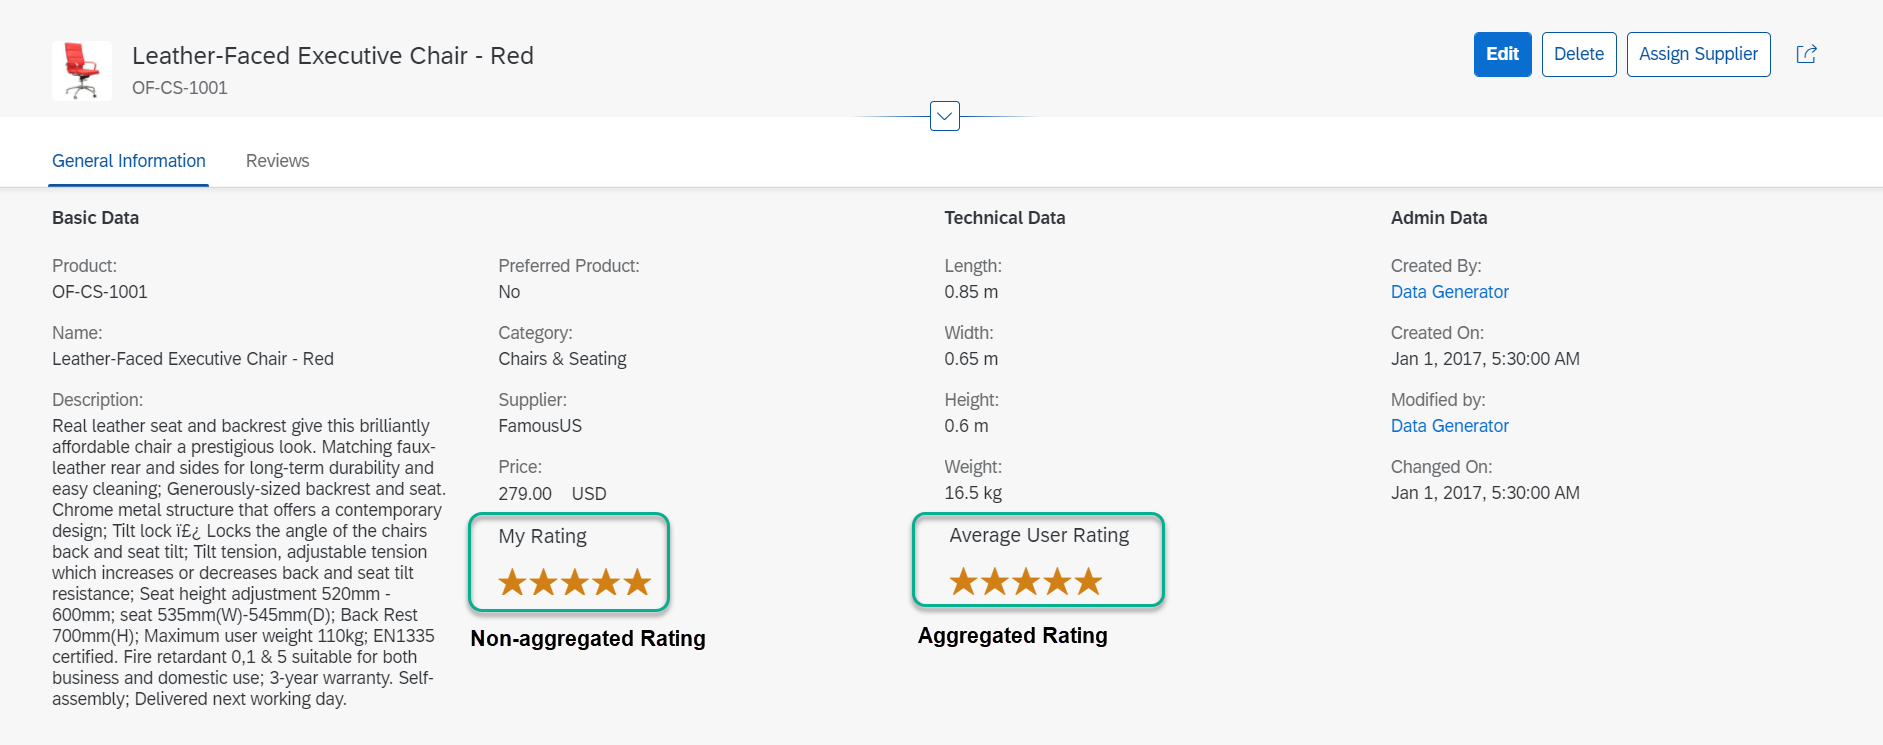 Leather-Faced Executive Chair - Red
OF-CS-1001
Edit
Delete
Assign Supplier
General Information
Reviews
Basic Data
Product:
OF-CS-1001
Name:
Leather-Faced Executive Chair - Red
Description:
Real leather seat and backrest give this brilliantly
affordable chair a prestigious look. Matching faux-
leather rear and sides for long-term durability and
easy cleaning; Generously-sized backrest and seat.
Chrome metal structure that offers a contemporary
design; Tilt lock ï£¿ Locks the angle of the chairs
back and seat tilt; Tilt tension, adjustable tension
which increases or decreases back and seat tilt
resistance; Seat height adjustment 520mm -
600mm; seat 535mm(W)-545mm(D); Back Rest
700mm(H); Maximum user weight 110kg; EN1335
certified. Fire retardant 0,1 & 5 suitable for both
business and domestic use; 3-year warranty. Self-
assembly; Delivered next working day.
Preferred Product:
No
Category:
Chairs & Seating
Supplier:
FamousUS
Price:
279.00 USD
My Rating
Non-aggregated Rating
Technical Data
Length:
0.85 m
Width:
0.65 m
Height:
0.6 m
Weight:
16.5 kg
Average User Rating
Aggregated Rating
Admin Data
Created By:
Data Generator
Created On:
Jan 1, 2017, 5:30:00 AM
Modified by:
Data Generator
Changed On:
Jan 1, 2017, 5:30:00 AM